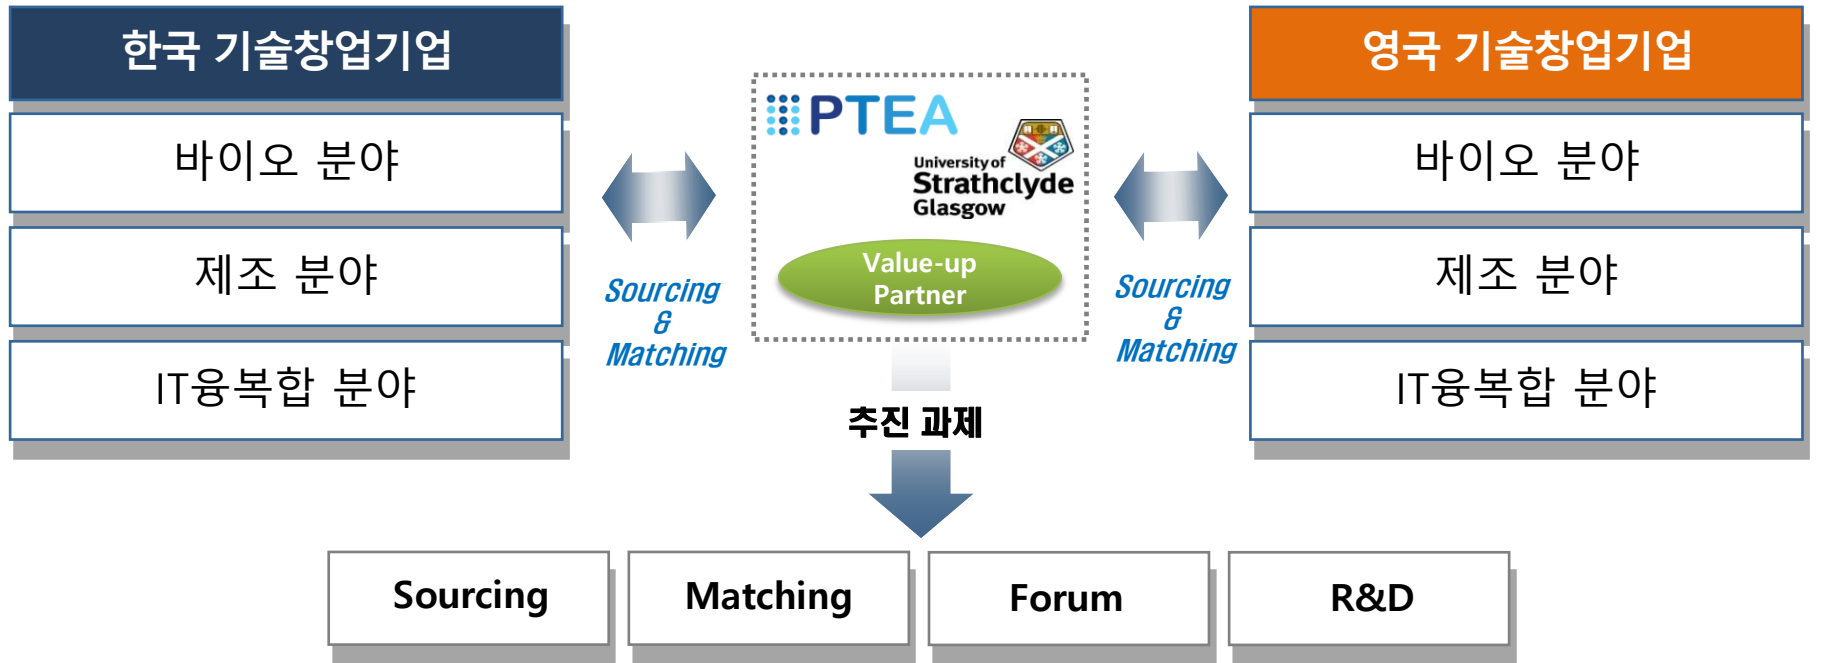 한국 기술창업기업
바이오 분야
제조 분야
IT융복합 분야
Sourcing
&
Matching
PTEA
University of
Strathclyde
Glasgow
Value-up
Partner
Sourcing
&
Matching
영국 기술창업기업
바이오 분야
제조 분야
IT융복합 분야
추진 과제
Sourcing
Matching
Forum
R&D